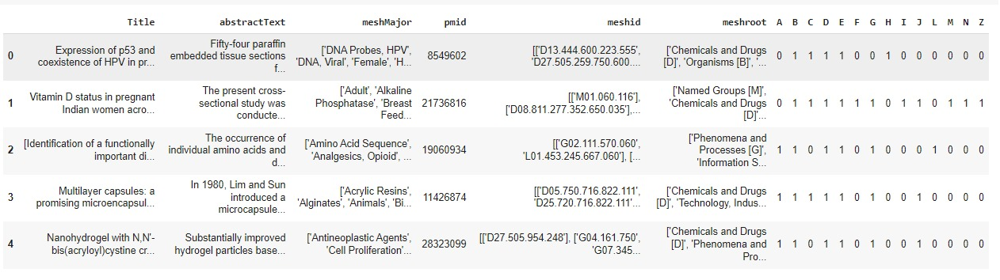 Title abstractText meshMajor pmid meshid meshroot A B C D E F G H I J L M N Z
0 Expression of p53 and coexistence of HPV in pr... Fifty-four paraffin embedded tissue sections f... ['DNA Probes, HPV', 'DNA, Viral', 'Female', 'H... 8549602 [['D13.444.600.223.555', 'D27.505.259.750.600.... ['Chemicals and Drugs [D]', 'Organisms [B]', '... 0 1 1 1 1 0 0 1 0 0 0 0 0 0
1 Vitamin D status in pregnant Indian women acro... The present cross-sectional study was conducte... ['Adult', 'Alkaline Phosphatase', 'Breast Feed... 21736816 [['M01.060.116'], ['D08.811.277.352.650.035'],... ['Named Groups [M]', 'Chemicals and Drugs [D]'... 0 1 1 1 1 1 1 0 1 1 0 1 1 1
2 [Identification of a functionally important di... The occurrence of individual amino acids and d... ['Amino Acid Sequence', 'Analgesics, Opioid', ... 19060934 [['G02.111.570.060', 'L01.453.245.667.060'], [... ['Phenomena and Processes [G]', 'Information S... 1 1 0 1 1 0 1 0 0 0 1 0 0 0
3 Multilayer capsules: a promising microencapsul... In 1980, Lim and Sun introduced a microcapsule... ['Acrylic Resins', 'Alginates', 'Animals', 'Bi... 11426874 [['D05.750.716.822.111', 'D25.720.716.822.111'... ['Chemicals and Drugs [D]', 'Technology, Indus... 1 1 1 1 1 0 1 0 0 1 0 0 0 0
4 Nanohydrogel with N,N'-bis(acryloyl)cystine cr... Substantially improved hydrogel particles base... ['Antineoplastic Agents', 'Cell Proliferation'... 28323099 [['D27.505.954.248'], ['G04.161.750', 'G07.345... ['Chemicals and Drugs [D]', 'Phenomena and Pro... 1 1 0 1 1 0 1 0 0 1 0 0 0 0